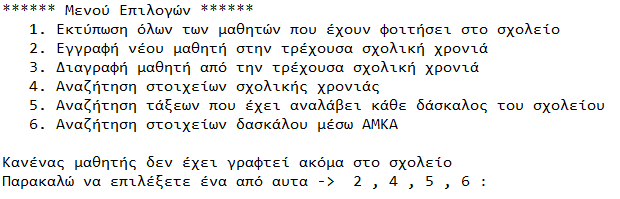 ****** Μενού Επιλογών ******
1. Εκτύπωση όλων των μαθητών που έχουν φοιτήσει στο σχολείο
2. Εγγραφή νέου μαθητή στην τρέχουσα σχολική χρονιά
3. Διαγραφή μαθητή από την τρέχουσα σχολική χρονιά
4. Αναζήτηση στοιχείων σχολικής χρονιάς
5. Αναζήτηση τάξεων που έχει αναλάβει κάθε δάσκαλος του σχολείου
6. Αναζήτηση στοιχείων δασκάλου μέσω ΑΜΚΑ
Κανένας μαθητής δεν έχει γραφτεί ακόμα στο σχολείο
Παρακαλώ να επιλέξετε ένα από αυτα -> 2 , 4 , 5 , 6 :